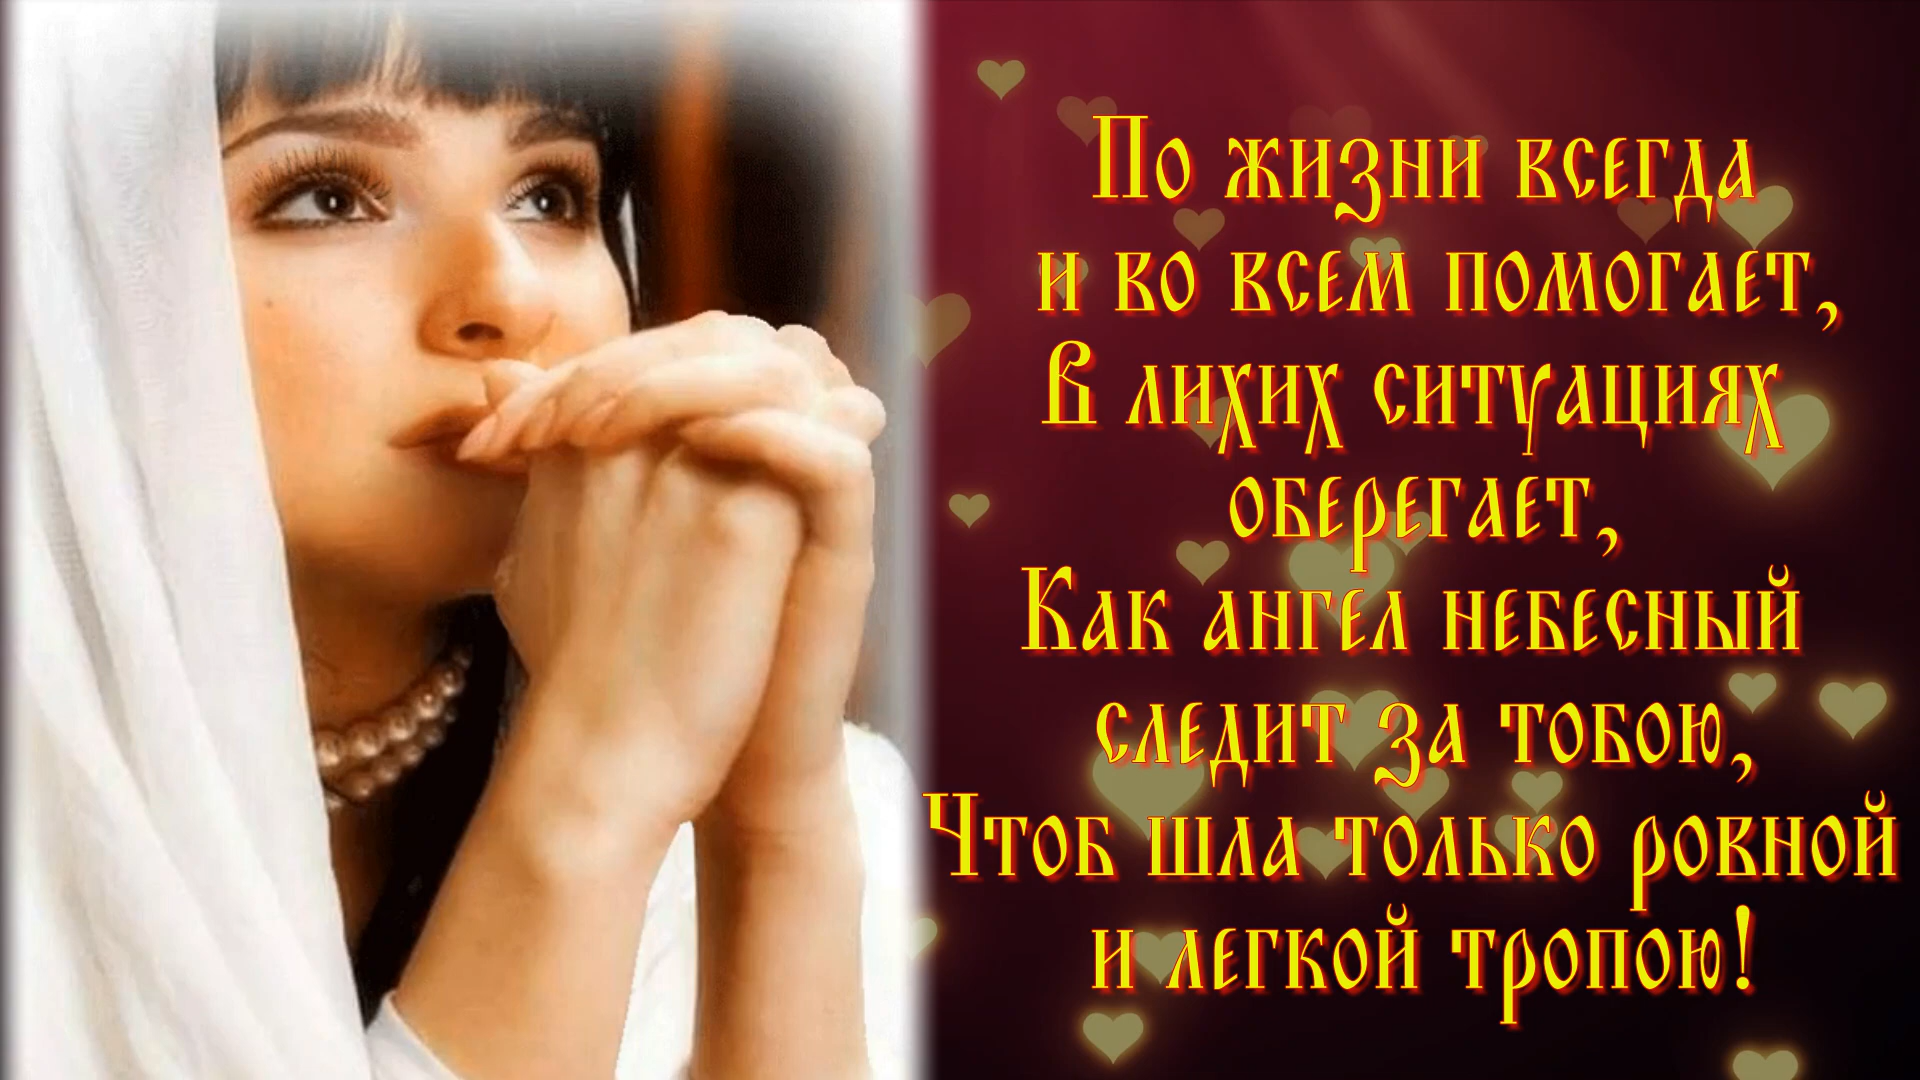 По жизни всегда
и во всем помогает,
В лихих ситуациях
оберегает,
Как ангел небесный
следит за тобою,
Чтоб шла только ровной
и легкой тропою!